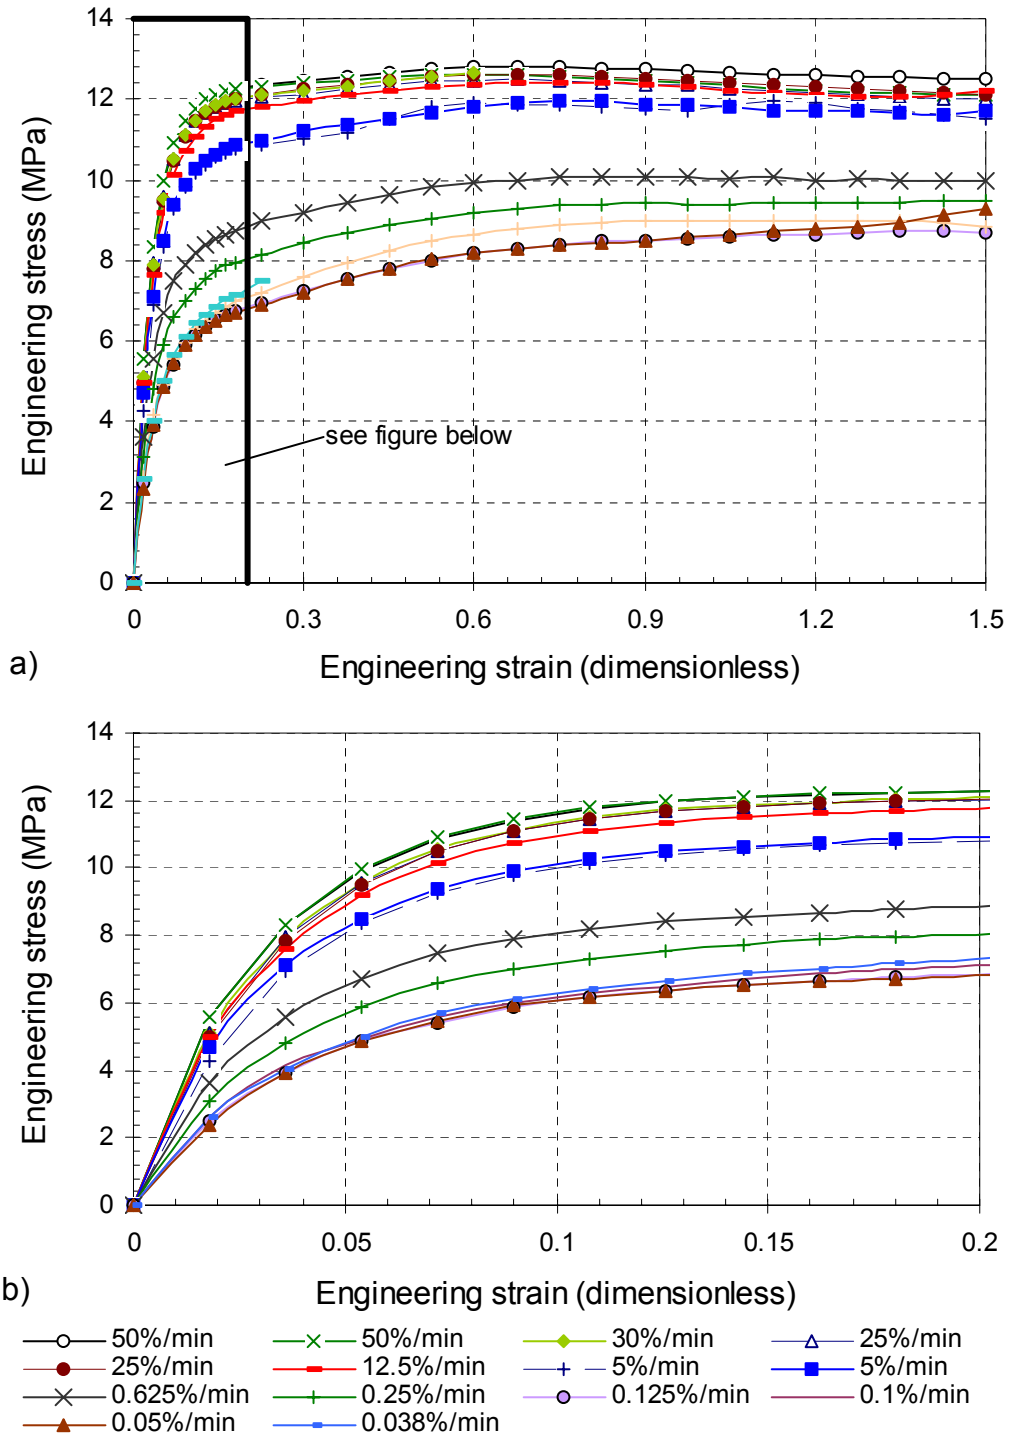 14
12
10
8
6
4
2
0
Engineering stress (MPa)
see figure below
0 0.3 0.6 0.9 1.2 1.5
a) Engineering strain (dimensionless)
14
12
10
8
6
4
2
0
Engineering stress (MPa)
0 0.05 0.1 0.15 0.2
b) Engineering strain (dimensionless)
50%/min 50%/min 30%/min 25%/min
25%/min 12.5%/min 5%/min 5%/min
0.625%/min 0.25%/min 0.125%/min 0.1%/min
0.05%/min 0.038%/min